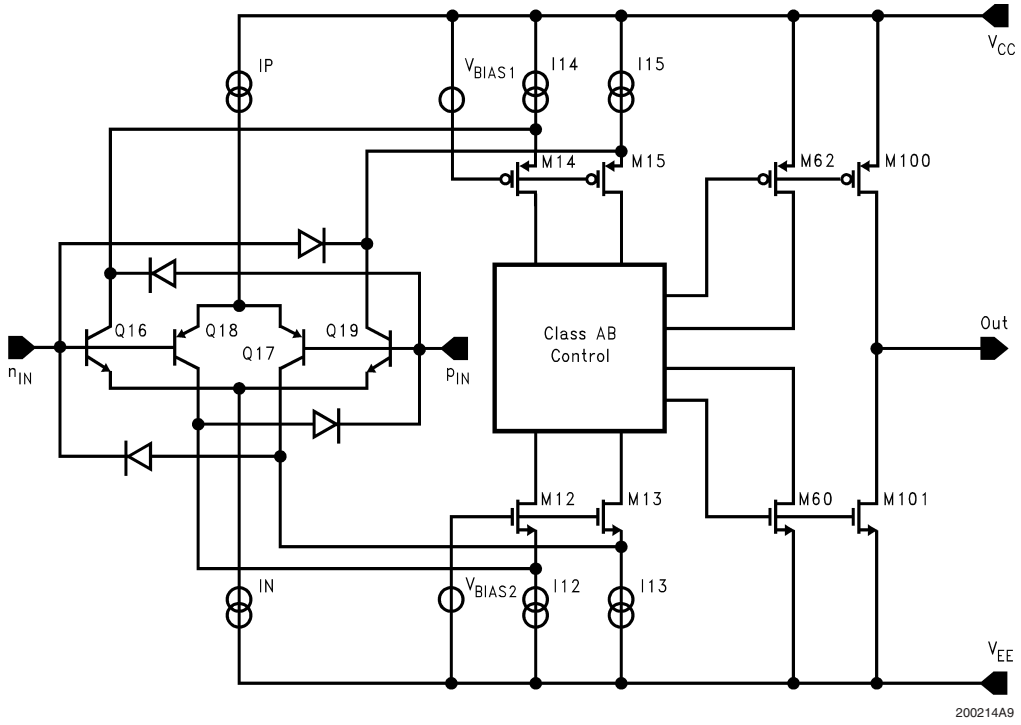 VCC
IP
VBIAS1
I14
I15
M14
M15
M62
M100
Q16
Q18
Q19
Q17
nIN
pIN
Class AB
Control
Out
M12
M13
M60
M101
IN
VBIAS2
I12
I13
VEE
200214A9